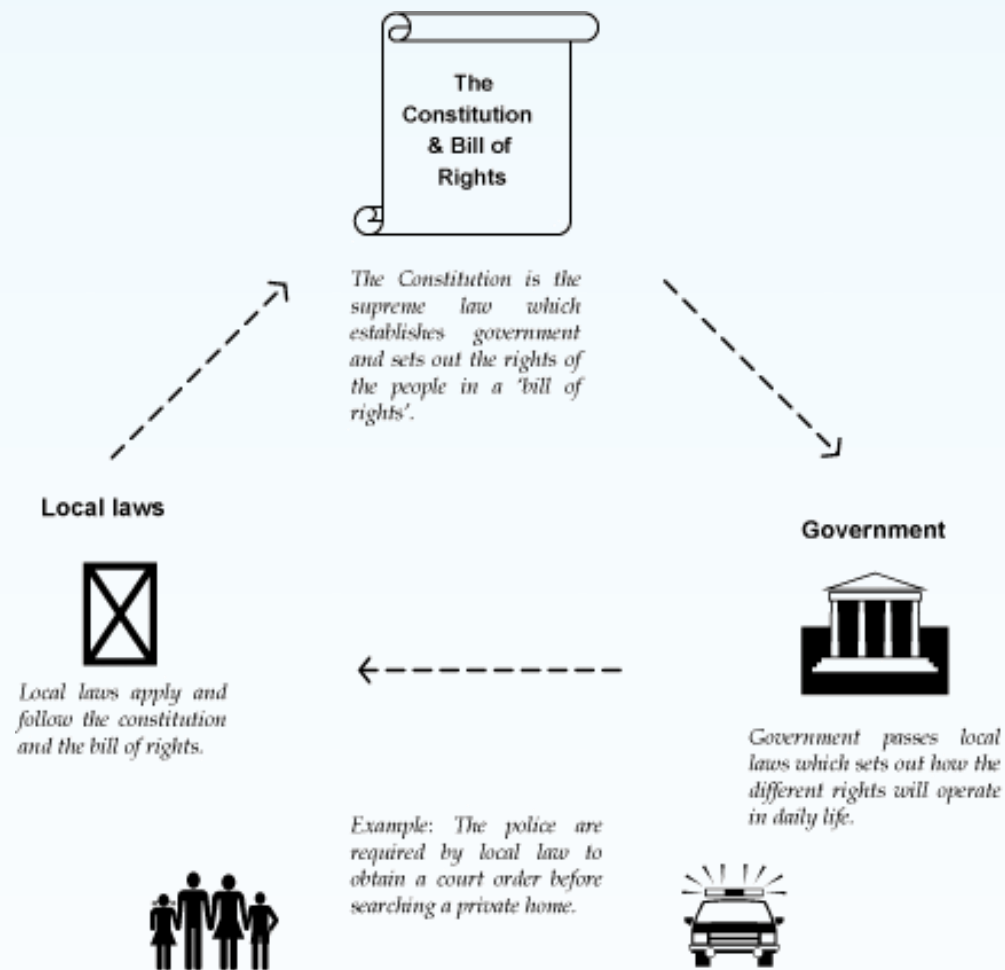 The
Constitution
& Bill of
Rights
The Constitution is the
supreme law which
establishes government
and sets out the rights of
the people in a 'bill of
rights'.
Local laws
Local laws apply and
follow the constitution
and the bill of rights.
Government
Government passes local
laws which sets out how the
different rights will operate
in daily life.
Example: The police are
required by local law to
obtain a court order before
searching a private home.